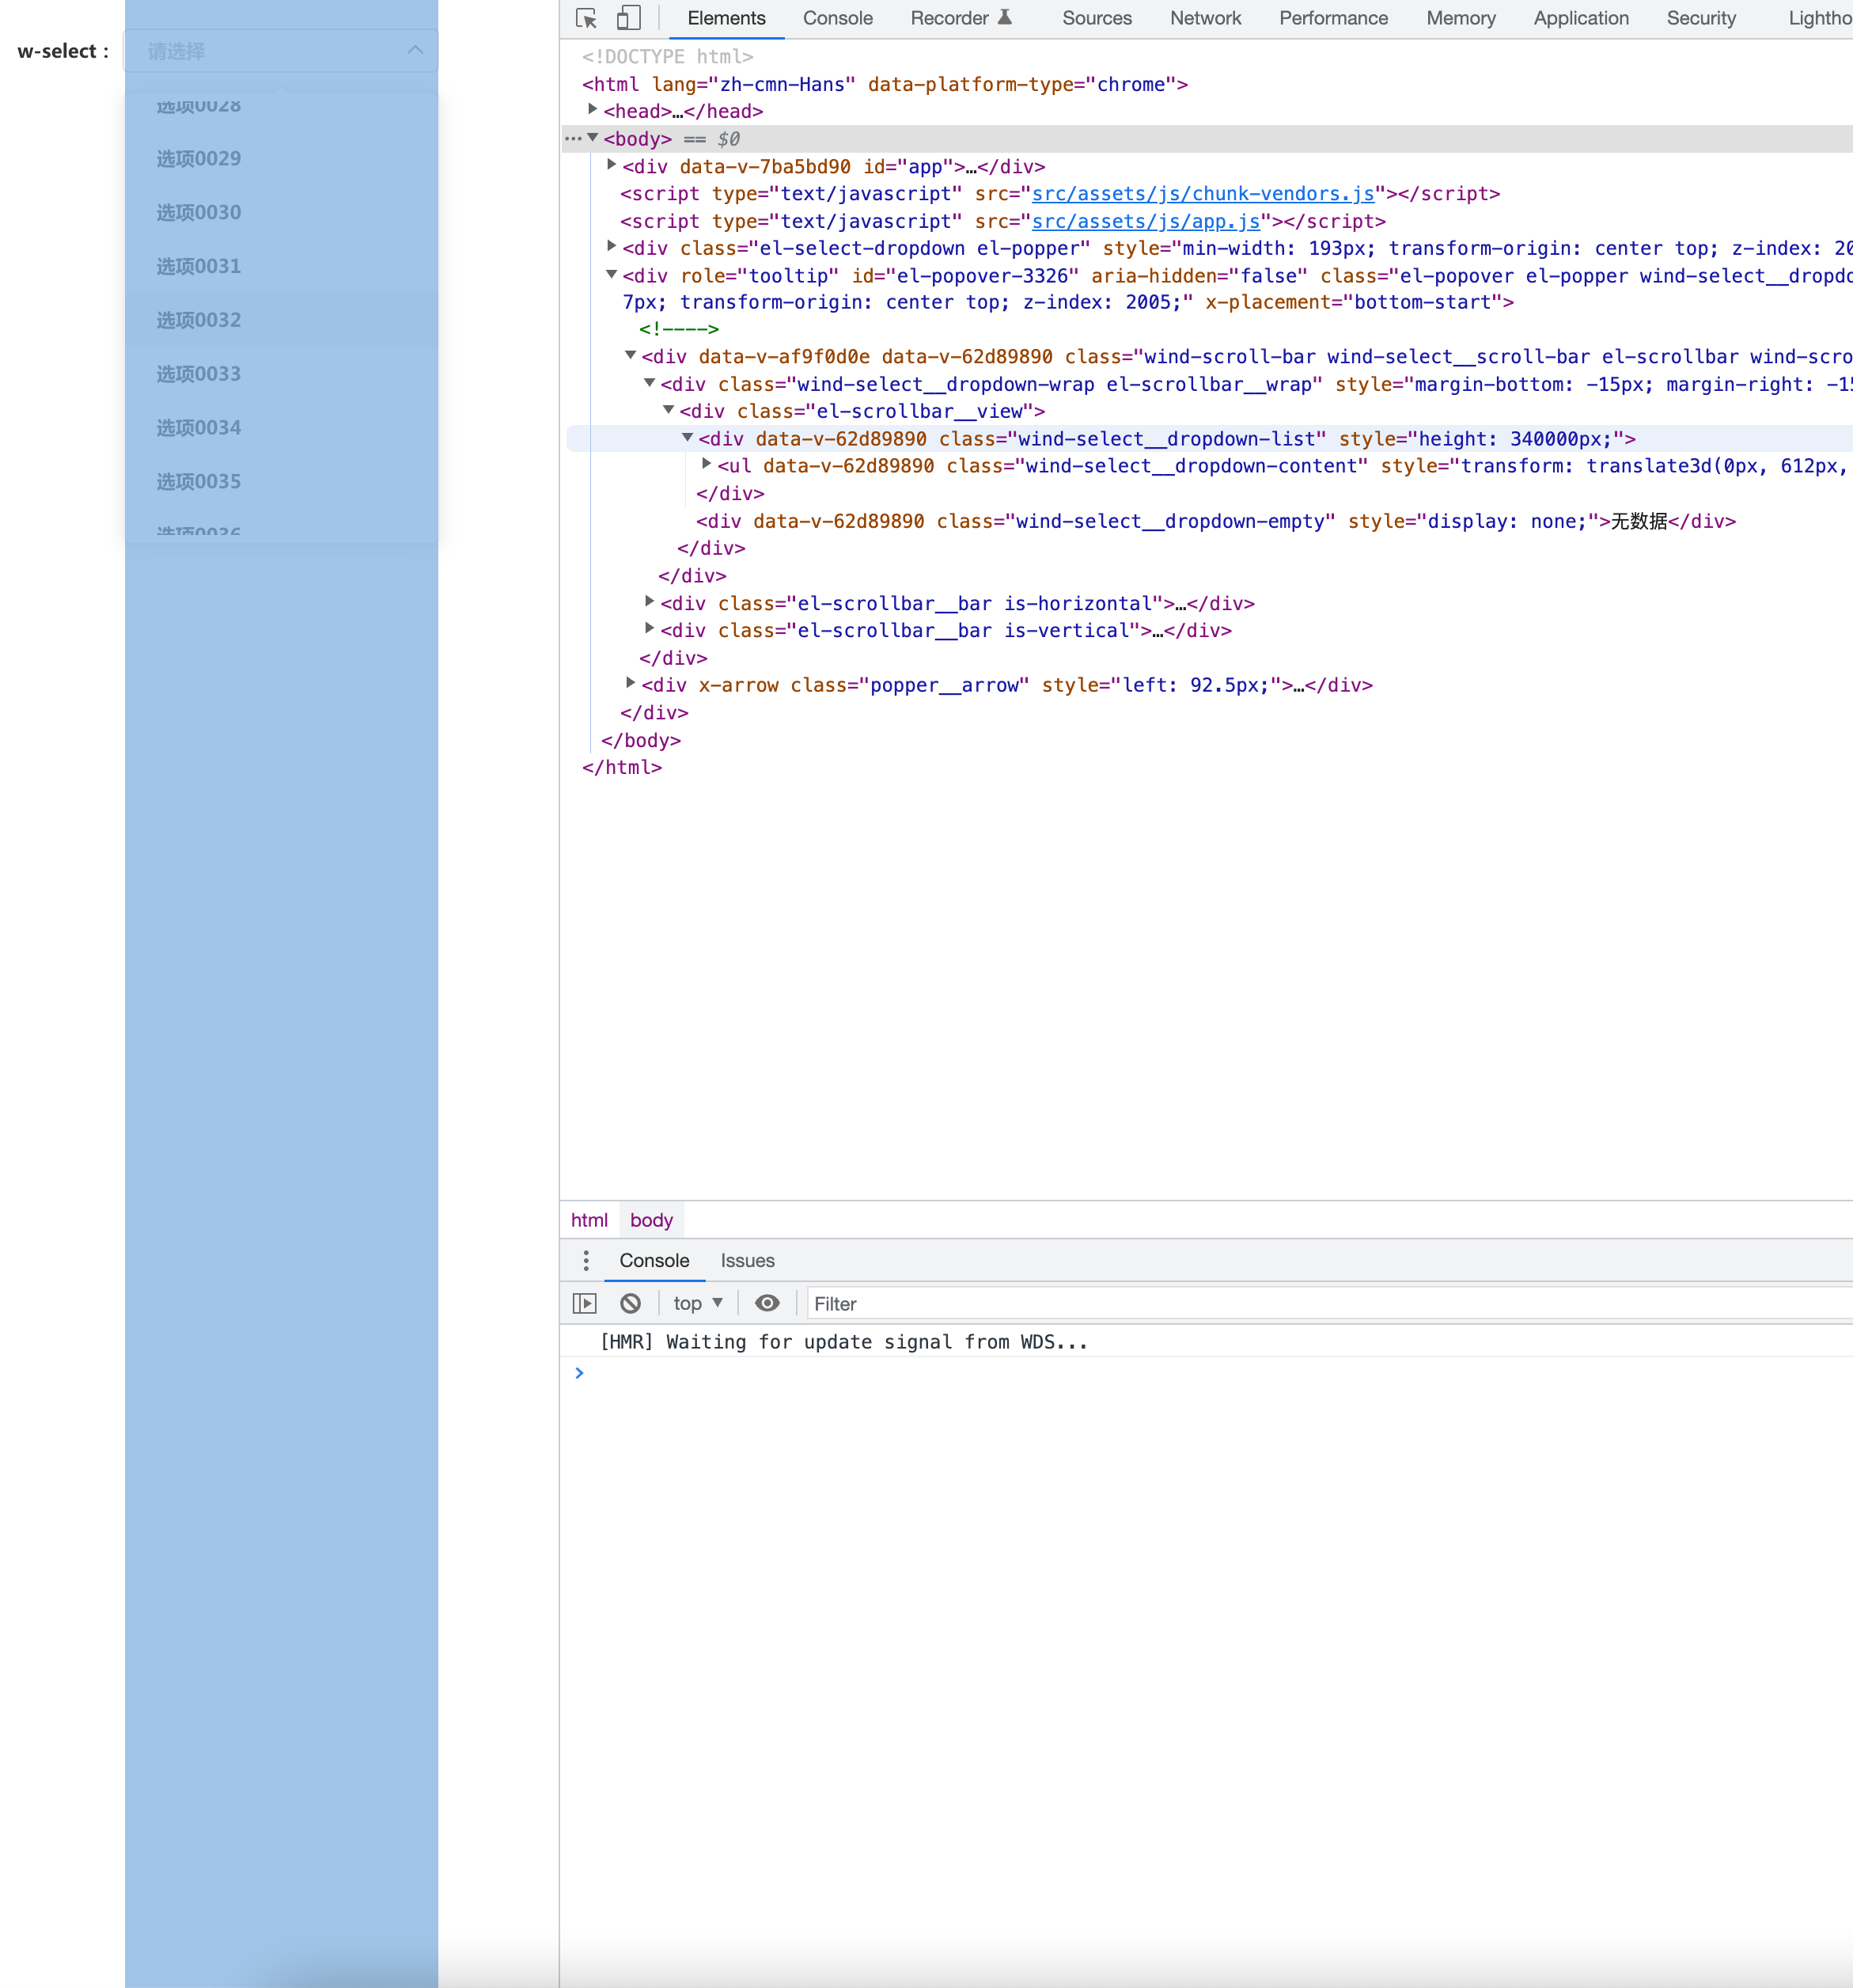 w-select :
请选择
选项0028
选项0029
选项0030
选项0031
选项0032
选项0033
选项0034
选项0035
选项0036
Elements Console Recorder Sources Network Performance Memory Application Security Lightho
<!DOCTYPE html>
<html lang="zh-cmn-Hans" data-platform-type="chrome">
<head>…</head>
<body> == $0
<div data-v-7ba5bd90 id="app">…</div>
<script type="text/javascript" src="src/assets/js/chunk-vendors.js"></script>
<script type="text/javascript" src="src/assets/js/app.js"></script>
<div class="el-select-dropdown el-popper" style="min-width: 193px; transform-origin: center top; z-index: 20
<div role="tooltip" id="el-popover-3326" aria-hidden="false" class="el-popover el-popper wind-select__dropdo
7px; transform-origin: center top; z-index: 2005;" x-placement="bottom-start">
<!---->
<div data-v-af9f0d0e data-v-62d89890 class="wind-scroll-bar wind-select__scroll-bar el-scrollbar wind-scro
<div class="wind-select__dropdown-wrap el-scrollbar__wrap" style="margin-bottom: -15px; margin-right: -15
<div class="el-scrollbar__view">
<div data-v-62d89890 class="wind-select__dropdown-list" style="height: 340000px;">
<ul data-v-62d89890 class="wind-select__dropdown-content" style="transform: translate3d(0px, 612px,
</div>
<div data-v-62d89890 class="wind-select__dropdown-empty" style="display: none;">无数据</div>
</div>
</div>
<div class="el-scrollbar__bar is-horizontal">…</div>
<div class="el-scrollbar__bar is-vertical">…</div>
</div>
<div x-arrow class="popper__arrow" style="left: 92.5px;">…</div>
</div>
</body>
</html>
html body
Console Issues
top Filter
[HMR] Waiting for update signal from WDS...